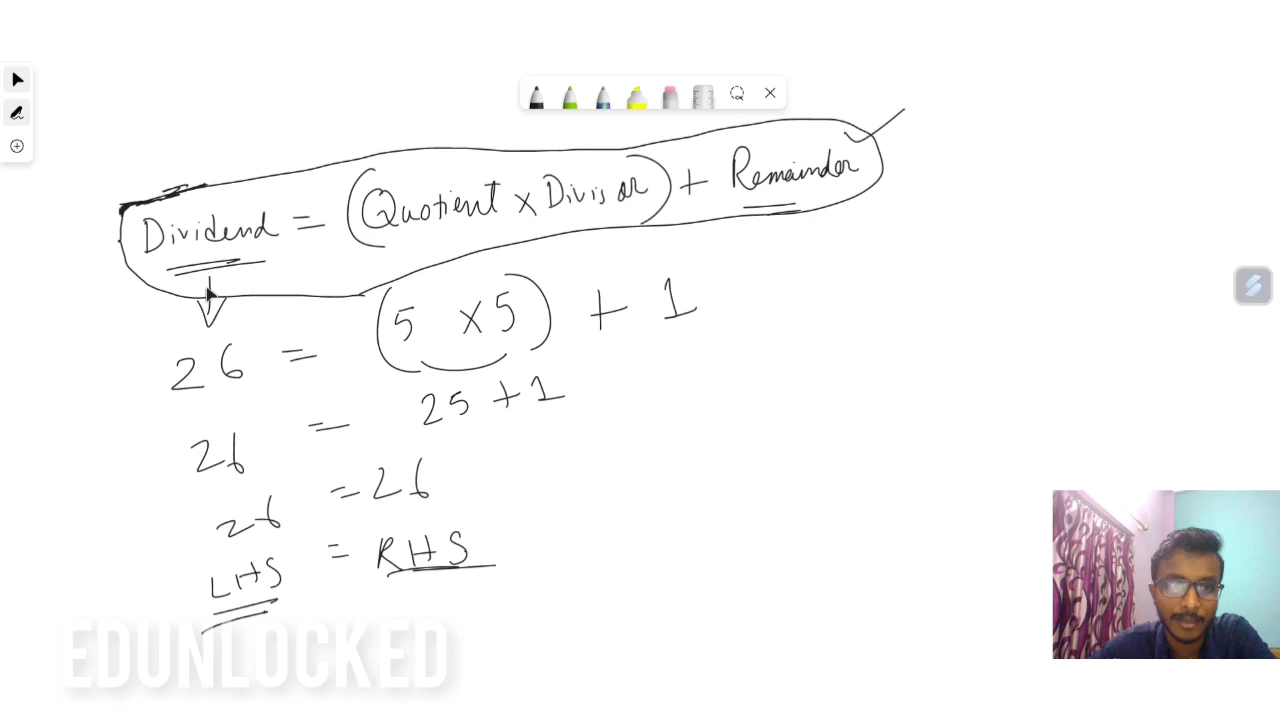 Dividend = (Quotient x Divisor) + Remainder
26 = (5 x 5) + 1
26 = 25 + 1
26 = 26
LHS = RHS
EDUNLOCKED